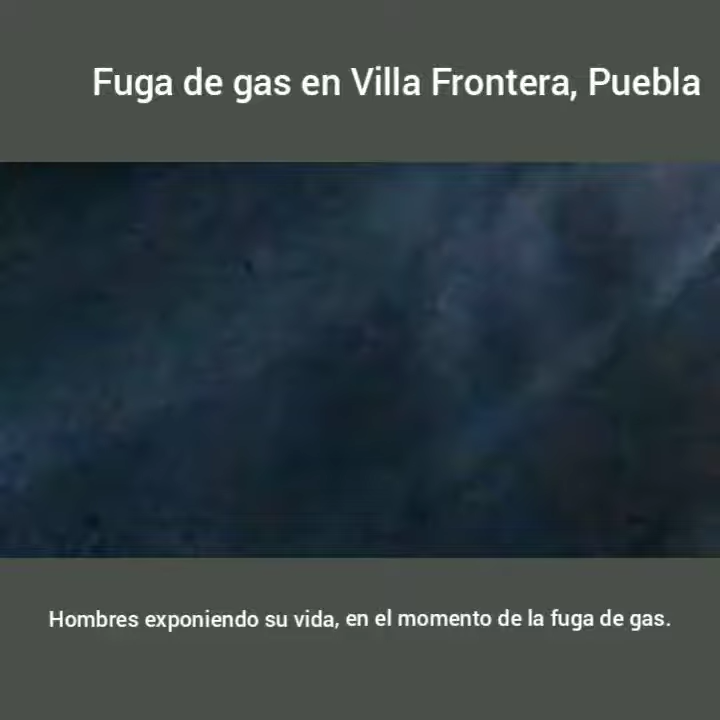 Fuga de gas en Villa Frontera, Puebla
Hombres exponiendo su vida, en el momento de la fuga de gas.